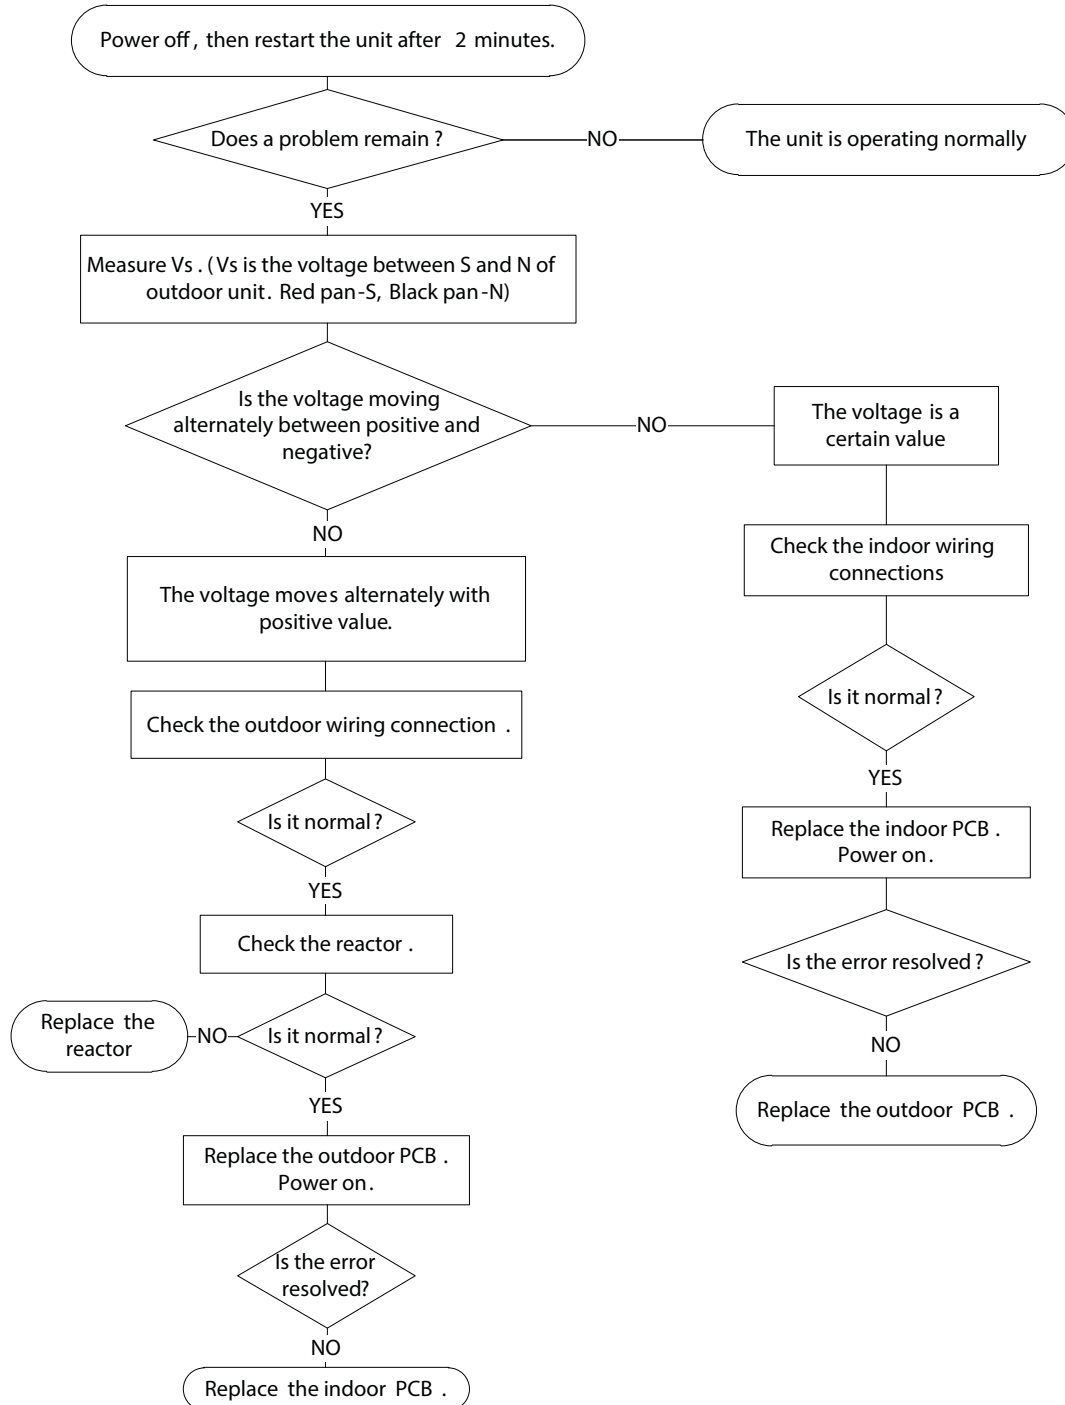 Power off, then restart the unit after 2 minutes.
Does a problem remain ?
NO
The unit is operating normally
YES
Measure Vs . (Vs is the voltage between S and N of
outdoor unit. Red pan-S, Black pan-N)
Is the voltage moving
alternately between positive and
negative?
NO
The voltage is a
certain value
NO
The voltage moves alternately with
positive value.
Check the outdoor wiring connection .
Is it normal ?
YES
Check the reactor .
Is it normal ?
NO
Replace the
reactor
YES
Replace the outdoor PCB .
Power on .
Is the error
resolved?
NO
Replace the indoor PCB .
Check the indoor wiring
connections
Is it normal ?
YES
Replace the indoor PCB .
Power on .
Is the error resolved ?
NO
Replace the outdoor PCB .